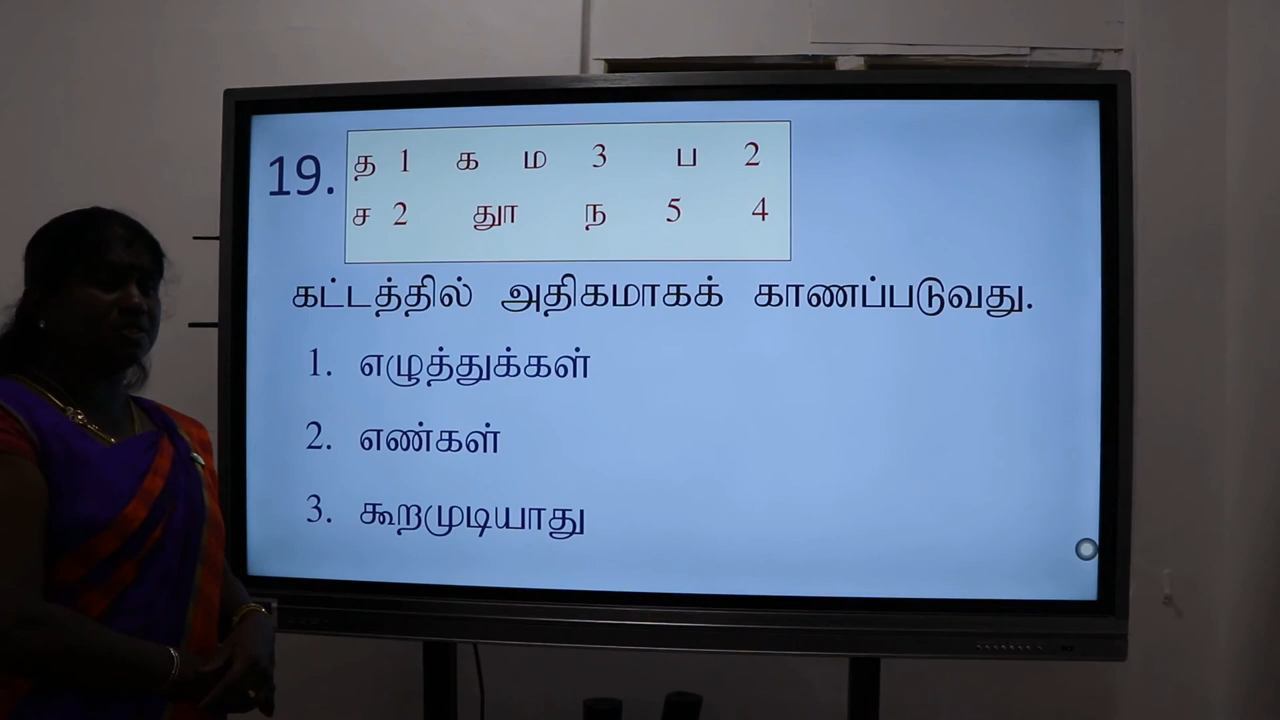 19.
த 1 க ம 3 ப 2
ச 2 தூ ந 5 4
கட்டத்தில் அதிகமாகக் காணப்படுவது.
1. எழுத்துக்கள்
2. எண்கள்
3. கூறமுடியாது